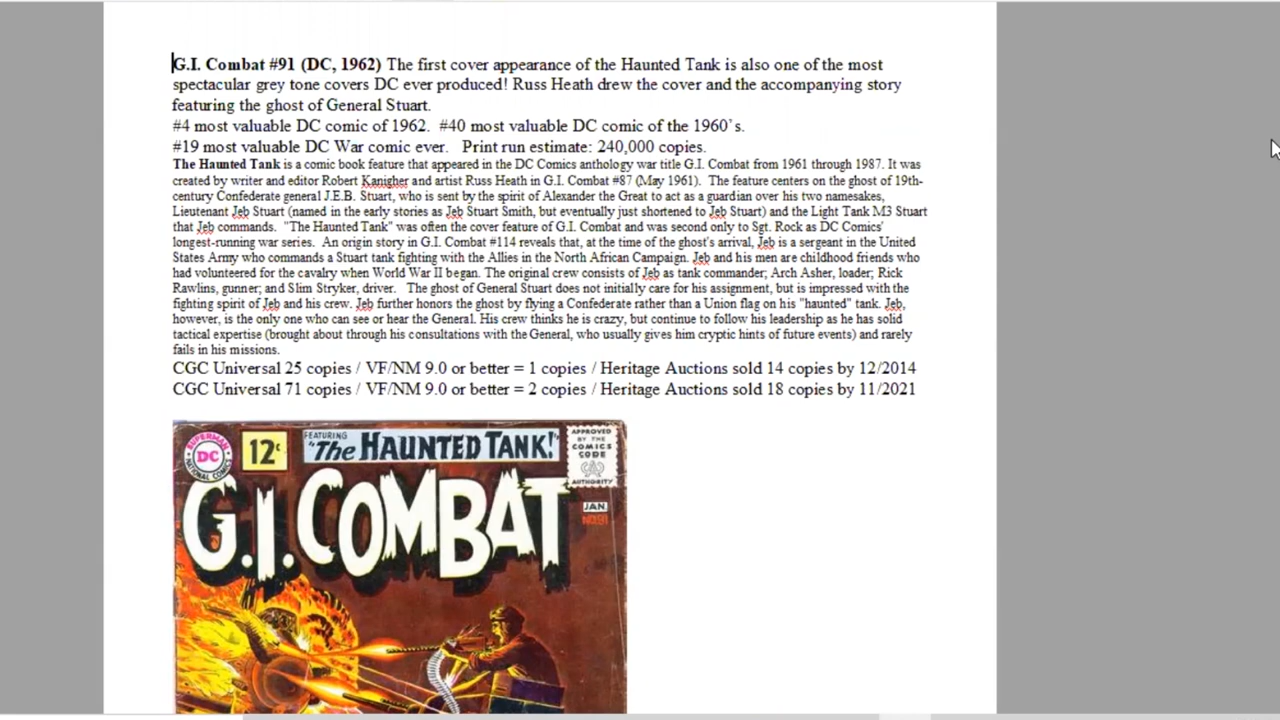 G.I. Combat #91 (DC, 1962) The first cover appearance of the Haunted Tank is also one of the most
spectacular grey tone covers DC ever produced! Russ Heath drew the cover and the accompanying story
featuring the ghost of General Stuart.
#4 most valuable DC comic of 1962.  #40 most valuable DC comic of the 1960's.
#19 most valuable DC War comic ever.   Print run estimate: 240,000 copies.
The Haunted Tank is a comic book feature that appeared in the DC Comics anthology war title G.I. Combat from 1961 through 1987. It was
created by writer and editor Robert Kanigher and artist Russ Heath in G.I. Combat #87 (May 1961).  The feature centers on the ghost of 19th-
century Confederate general J.E.B. Stuart, who is sent by the spirit of Alexander the Great to act as a guardian over his two namesakes,
Lieutenant Jeb Stuart (named in the early stories as Jeb Stuart Smith, but eventually just shortened to Jeb Stuart) and the Light Tank M3 Stuart
that Jeb commands.  "The Haunted Tank" was often the cover feature of G.I. Combat and was second only to Sgt. Rock as DC Comics'
longest-running war series.  An origin story in G.I. Combat #114 reveals that, at the time of the ghost's arrival, Jeb is a sergeant in the United
States Army who commands a Stuart tank fighting with the Allies in the North African Campaign. Jeb and his men are childhood friends who
had volunteered for the cavalry when World War II began. The original crew consists of Jeb as tank commander; Arch Asher, loader; Rick
Rawlins, gunner; and Slim Stryker, driver.   The ghost of General Stuart does not initially care for his assignment, but is impressed with the
fighting spirit of Jeb and his crew. Jeb further honors the ghost by flying a Confederate rather than a Union flag on his "haunted" tank. Jeb,
however, is the only one who can see or hear the General. His crew thinks he is crazy, but continue to follow his leadership as he has solid
tactical expertise (brought about through his consultations with the General, who usually gives him cryptic hints of future events) and rarely
fails in his missions.
CGC Universal 25 copies / VF/NM 9.0 or better = 1 copies / Heritage Auctions sold 14 copies by 12/2014
CGC Universal 71 copies / VF/NM 9.0 or better = 2 copies / Heritage Auctions sold 18 copies by 11/2021
SUPERMAN
DC
NATIONAL COMICS
12¢
FEATURING
"The HAUNTED TANK!"
APPROVED
BY THE
COMICS
CODE
CA
AUTHORITY
G.I. COMBAT
JAN.
NO.91